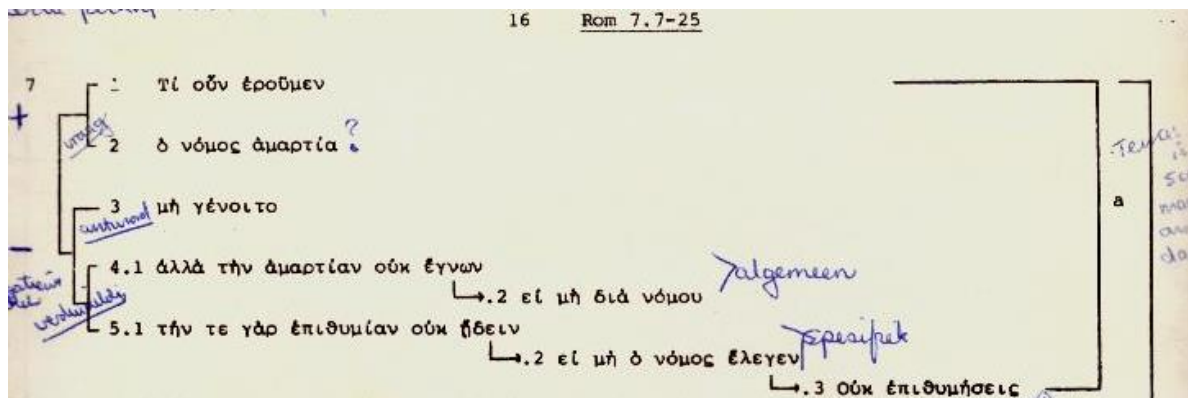 16 Rom 7.7-25
7 1 Τί οὖν ἐροῦμεν
+
vraag
2 ὁ νόμος ἁμαρτία ?
3 μὴ γένοιτο
antwoord
a
4.1 ἀλλὰ τὴν ἁμαρτίαν οὐκ ἔγνων
algemeen
.2 εἰ μὴ διὰ νόμου
5.1 τήν τε γὰρ ἐπιθυμίαν οὐκ ᾔδειν
spesifiek
.2 εἰ μὴ ὁ νόμος ἔλεγεν
.3 Οὐκ ἐπιθυμήσεις